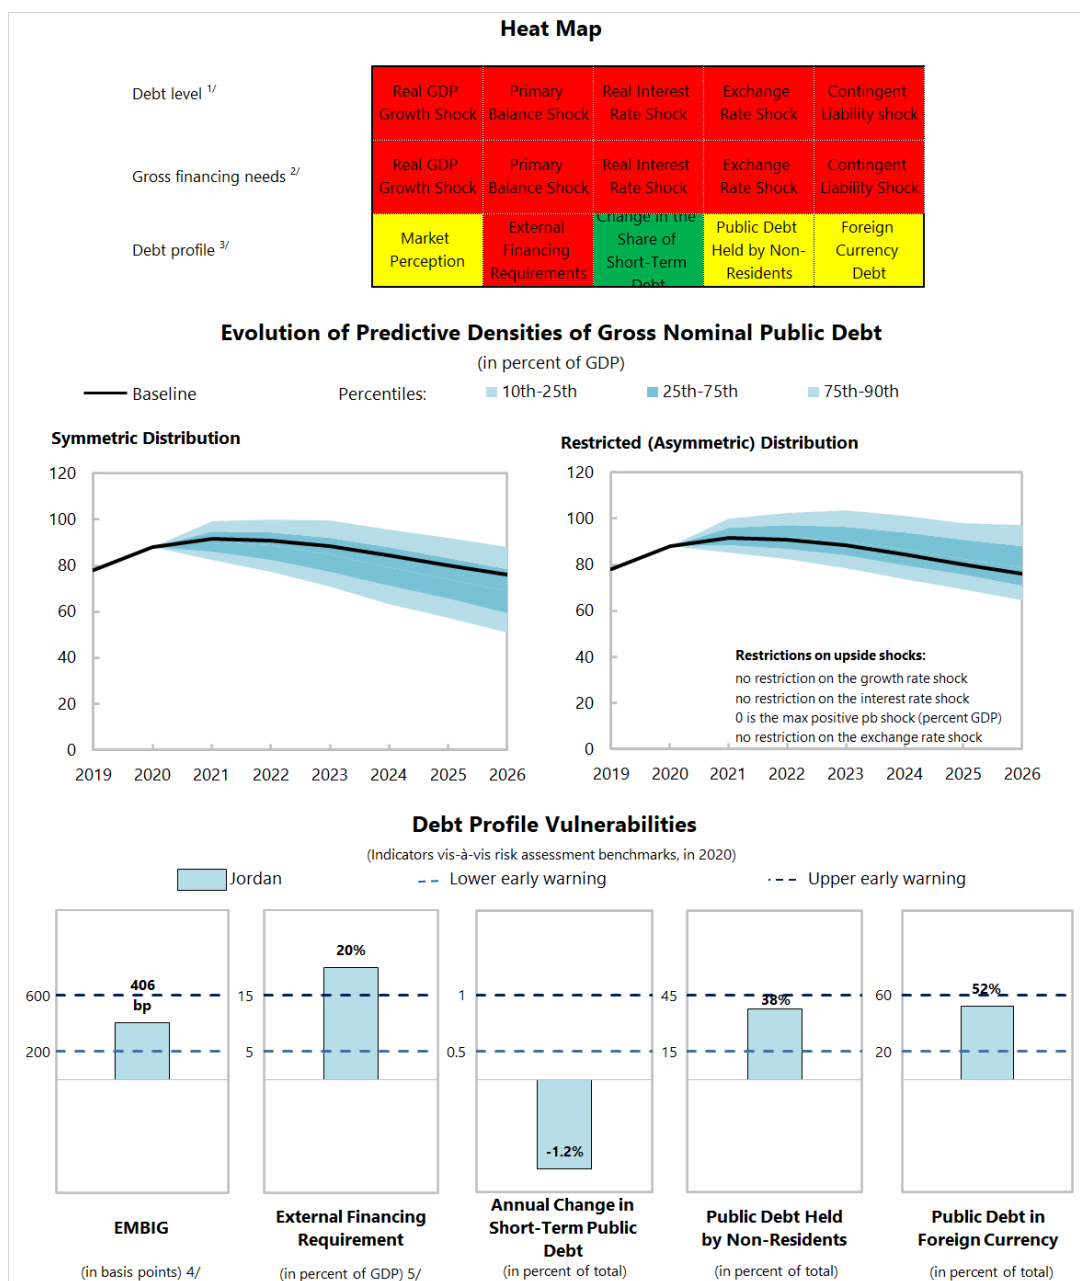 Heat Map
Debt level 1/
Real GDP Growth Shock
Primary Balance Shock
Real Interest Rate Shock
Exchange Rate Shock
Contingent Liability shock
Gross financing needs 2/
Real GDP Growth Shock
Primary Balance Shock
Real Interest Rate Shock
Exchange Rate Shock
Contingent Liability Shock
Debt profile 3/
Market Perception
External Financing Requirements
Change in the Share of Short-Term Debt
Public Debt Held by Non-Residents
Foreign Currency Debt
Evolution of Predictive Densities of Gross Nominal Public Debt
(in percent of GDP)
Baseline
Percentiles:
10th-25th
25th-75th
75th-90th
Symmetric Distribution
120
100
80
60
40
20
0
2019 2020 2021 2022 2023 2024 2025 2026
Restricted (Asymmetric) Distribution
120
100
80
60
40
20
0
Restrictions on upside shocks:
no restriction on the growth rate shock
no restriction on the interest rate shock
0 is the max positive pb shock (percent GDP)
no restriction on the exchange rate shock
2019 2020 2021 2022 2023 2024 2025 2026
Debt Profile Vulnerabilities
(Indicators vis-à-vis risk assessment benchmarks, in 2020)
Jordan
Lower early warning
Upper early warning
600
200
406
bp
EMBIG
(in basis points) 4/
15
5
20%
External Financing
Requirement
(in percent of GDP) 5/
1
0.5
-1.2%
Annual Change in
Short-Term Public
Debt
(in percent of total)
45
15
38%
Public Debt Held
by Non-Residents
(in percent of total)
60
20
52%
Public Debt in
Foreign Currency
(in percent of total)